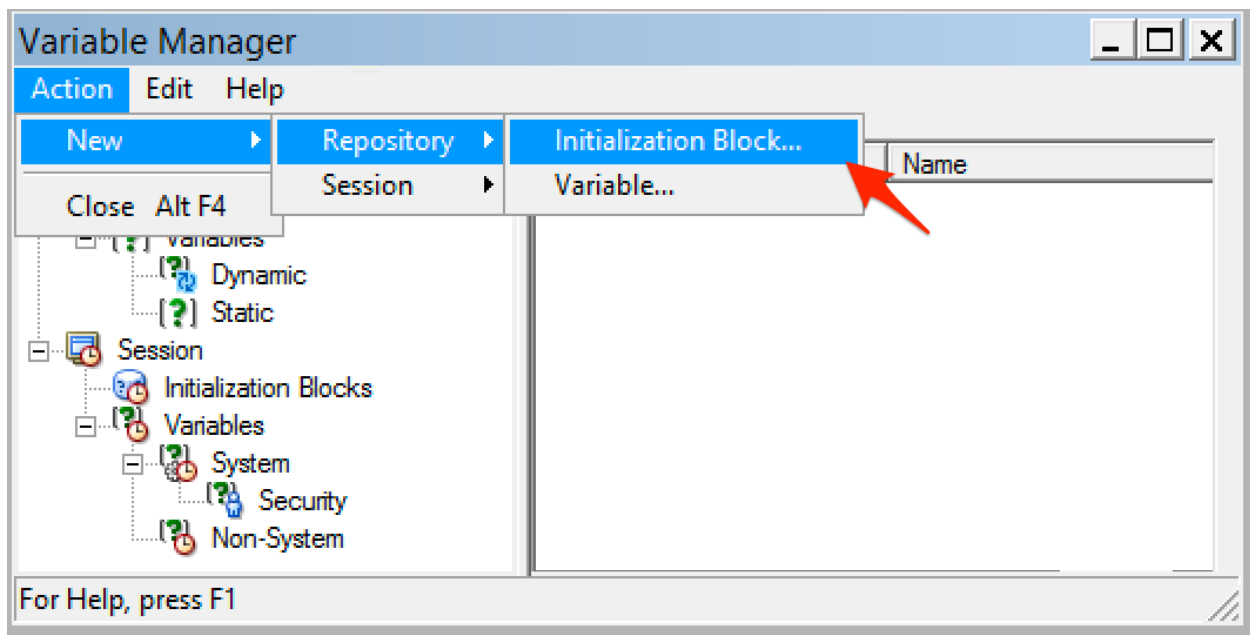 Variable Manager
Action Edit Help
New Repository Initialization Block... Name
Session Variable...
Close Alt F4
Variables
Dynamic
Static
Session
Initialization Blocks
Variables
System
Security
Non-System
For Help, press F1